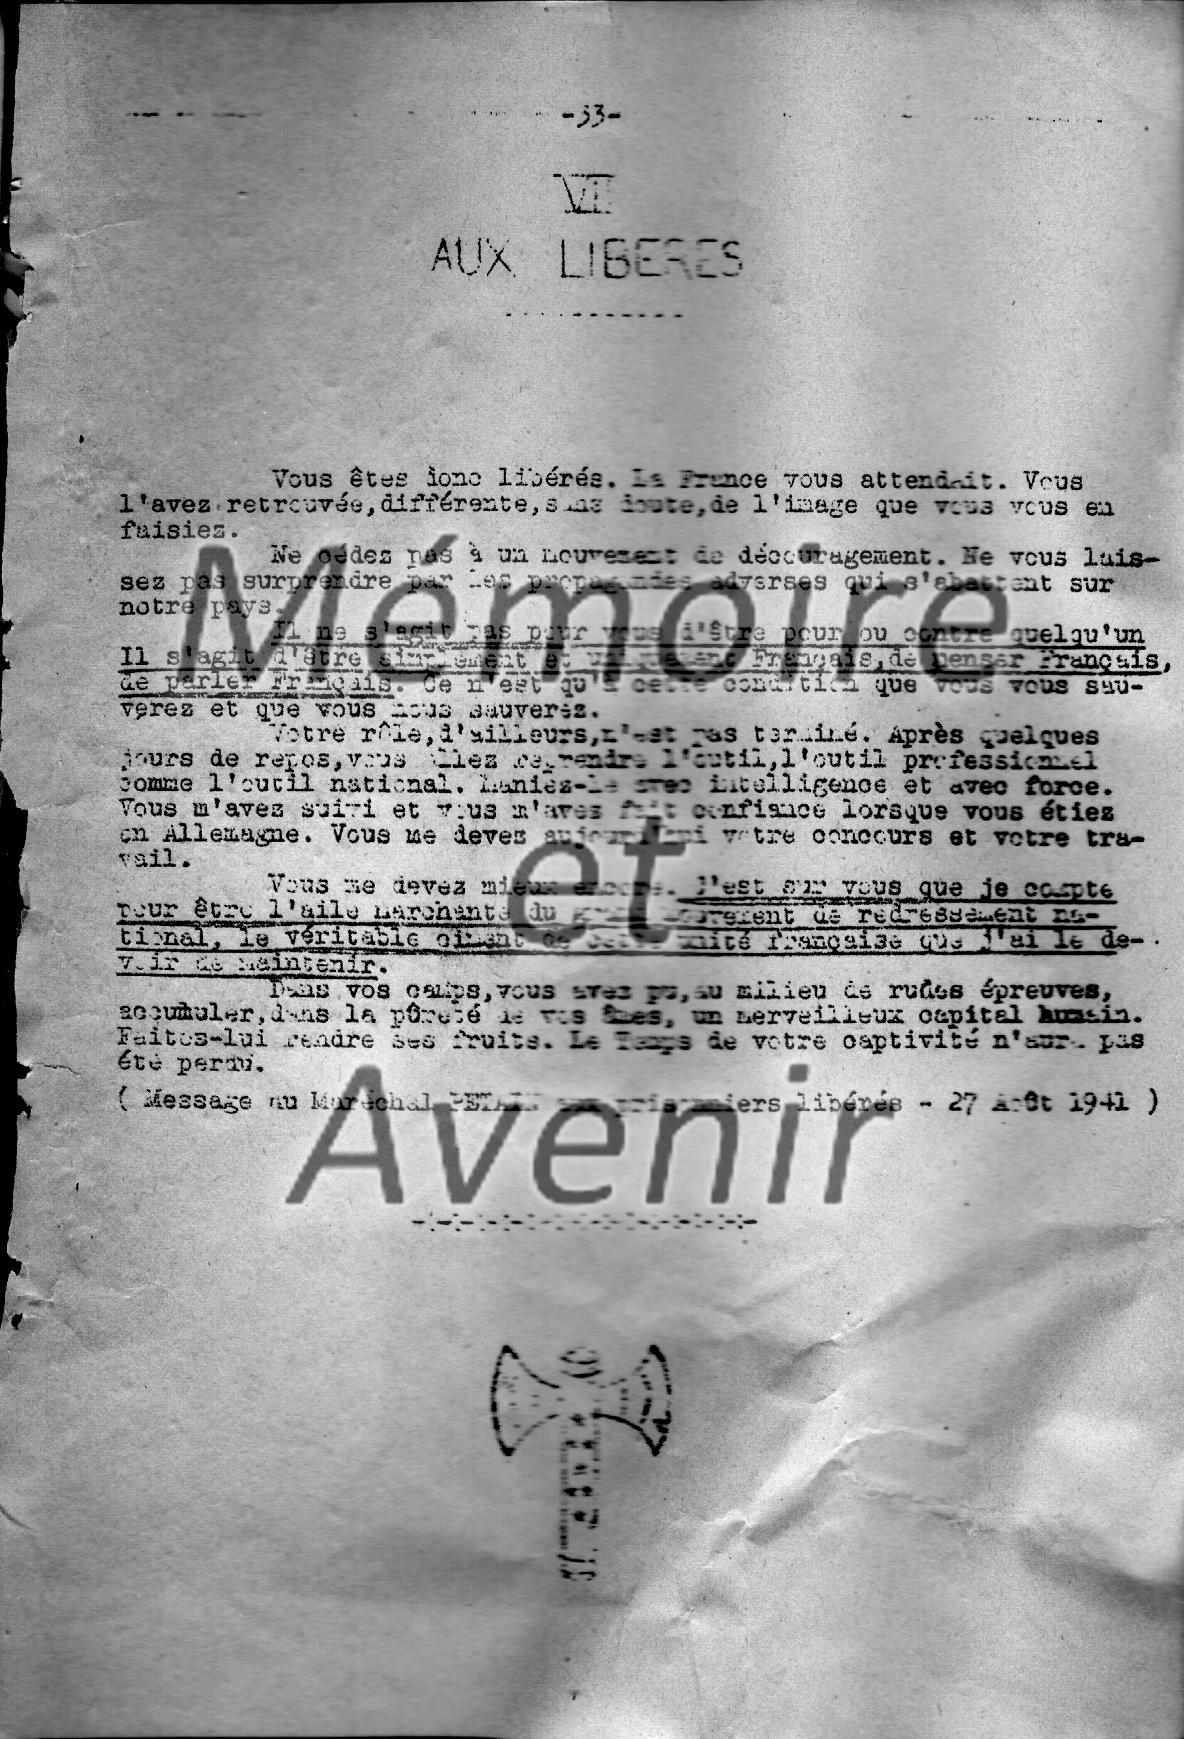 -33-
VII
AUX LIBERES
Vous êtes donc libérés. La France vous attendait. Vous
l'avez retrouvée,différente,sans doute,de l'image que vous vous en
faisiez.
Ne cédez pas à un mouvement de découragement. Ne vous lais-
sez pas surprendre par les propagandes adverses qui s'abattent sur
notre pays.
Il ne s'agit pas pour vous d'être pour ou contre quelqu'un
Il s'agit d'être simplement et uniquement Français,de penser Français,
de parler Français. Ce n'est qu'à cette condition que vous vous sau-
verez et que vous nous sauverez.
Votre rôle,d'ailleurs,n'est pas terminé. Après quelques
jours de repos,vous allez reprendre l'outil,l'outil professionnel
comme l'outil national. Maniez-le avec intelligence et avec force.
Vous m'avez suivi et vous m'avez fait confiance lorsque vous étiez
en Allemagne. Vous me devez aujourd'hui votre concours et votre tra-
vail.
Vous me devez mieux encore. C'est sur vous que je compte
pour être l'aile marchante du grand mouvement de redressement na-
tional, le véritable ciment de cette unité française que j'ai le de-
voir de maintenir.
Dans vos camps,vous avez pu,au milieu de rudes épreuves,
accumuler,dans la pûreté de vos âmes, un merveilleux capital humain.
Faites-lui rendre ses fruits. Le Temps de votre captivité n'aura pas
été perdu.
( Message du Maréchal PETAIN aux prisonniers libérés - 27 Août 1941 )
Mémoire
et
Avenir